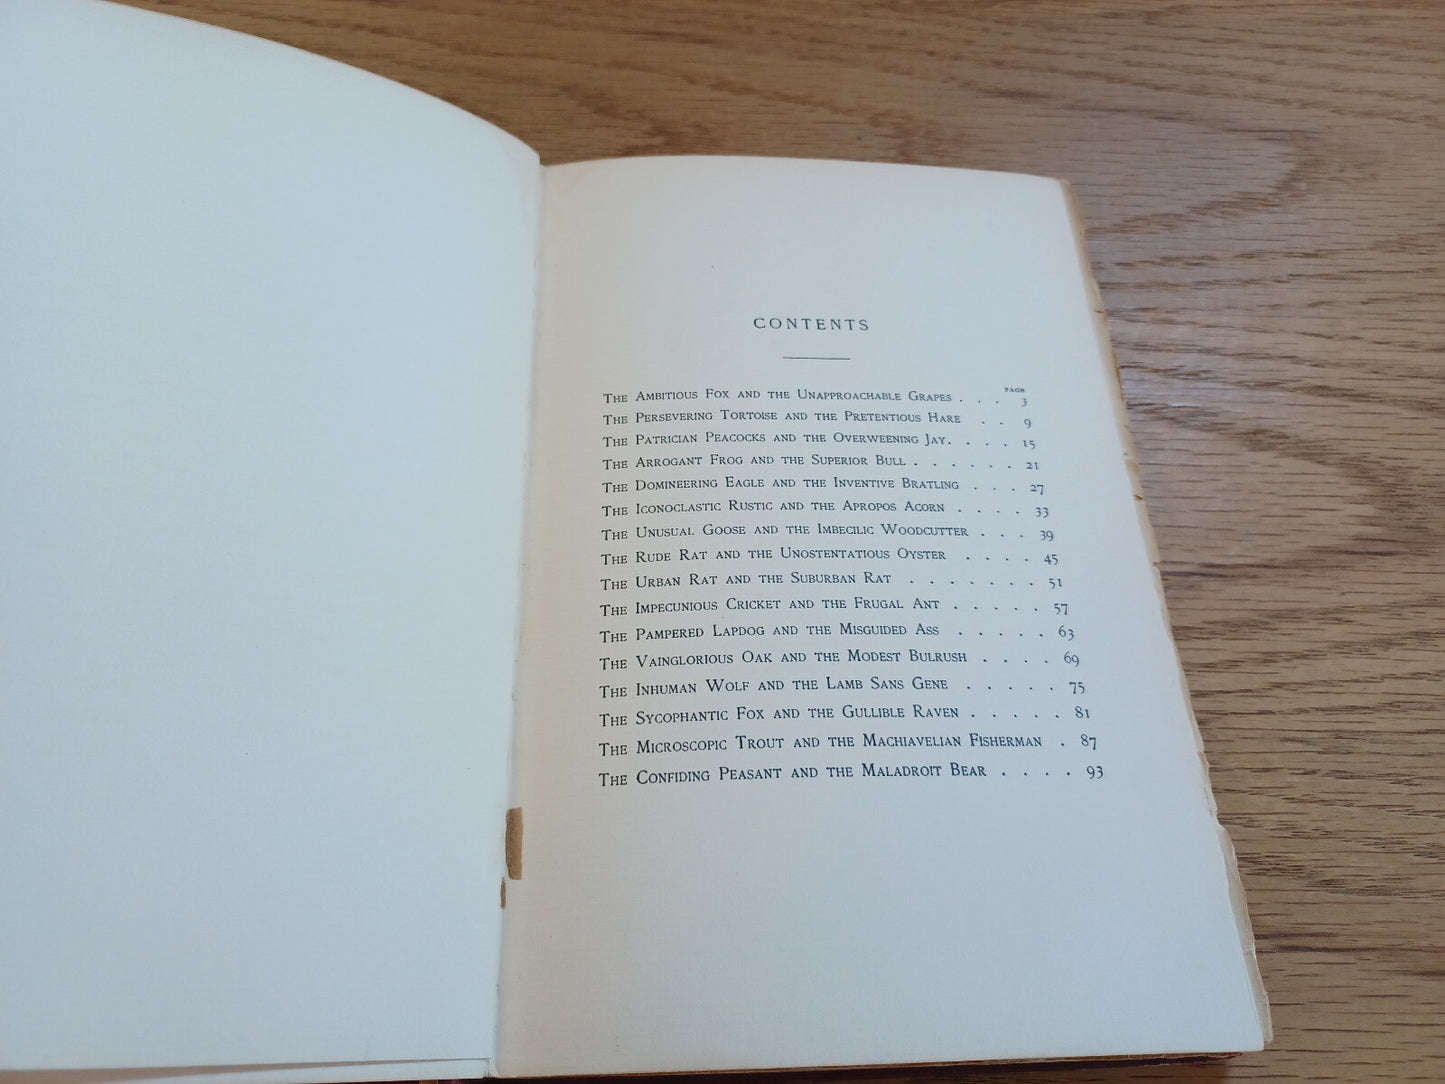 CONTENTS
PAGE
THE AMBITIOUS FOX AND THE UNAPPROACHABLE GRAPES . . . 3
THE PERSEVERING TORTOISE AND THE PRETENTIOUS HARE . . 9
THE PATRICIAN PEACOCKS AND THE OVERWEENING JAY. . . . 15
THE ARROGANT FROG AND THE SUPERIOR BULL . . . . . . 21
THE DOMINEERING EAGLE AND THE INVENTIVE BRATLING . . . 27
THE ICONOCLASTIC RUSTIC AND THE APROPOS ACORN . . . . 33
THE UNUSUAL GOOSE AND THE IMBECILIC WOODCUTTER . . . 39
THE RUDE RAT AND THE UNOSTENTATIOUS OYSTER . . . . 45
THE URBAN RAT AND THE SUBURBAN RAT . . . . . . . 51
THE IMPECUNIOUS CRICKET AND THE FRUGAL ANT . . . . . 57
THE PAMPERED LAPDOG AND THE MISGUIDED ASS . . . . . 63
THE VAINGLORIOUS OAK AND THE MODEST BULRUSH . . . . 69
THE INHUMAN WOLF AND THE LAMB SANS GENE . . . . . 75
THE SYCOPHANTIC FOX AND THE GULLIBLE RAVEN . . . . . 81
THE MICROSCOPIC TROUT AND THE MACHIAVELIAN FISHERMAN . 87
THE CONFIDING PEASANT AND THE MALADROIT BEAR . . . . 93